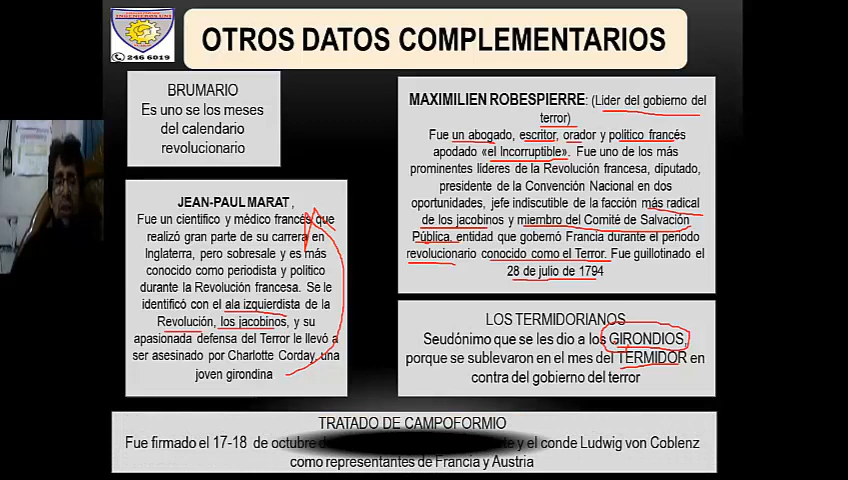 INGENIEROS UNI
246 6019
OTROS DATOS COMPLEMENTARIOS
BRUMARIO
Es uno se los meses
del calendario
revolucionario
JEAN-PAUL MARAT ,
Fue un científico y médico francés que
realizó gran parte de su carrera en
Inglaterra, pero sobresale y es más
conocido como periodista y político
durante la Revolución francesa. Se le
identificó con el ala izquierdista de la
Revolución, los jacobinos, y su
apasionada defensa del Terror le llevó a
ser asesinado por Charlotte Corday, una
joven girondina
MAXIMILIEN ROBESPIERRE: (Líder del gobierno del
terror)
Fue un abogado, escritor, orador y político francés
apodado «el Incorruptible». Fue uno de los más
prominentes líderes de la Revolución francesa, diputado,
presidente de la Convención Nacional en dos
oportunidades, jefe indiscutible de la facción más radical
de los jacobinos y miembro del Comité de Salvación
Pública, entidad que gobernó Francia durante el periodo
revolucionario conocido como el Terror. Fue guillotinado el
28 de julio de 1794
LOS TERMIDORIANOS
Seudónimo que se les dio a los GIRONDIOS,
porque se sublevaron en el mes del TERMIDOR en
contra del gobierno del terror
TRATADO DE CAMPOFORMIO
Fue firmado el 17-18 de octubre y el conde Ludwig von Coblenz
como representantes de Francia y Austria